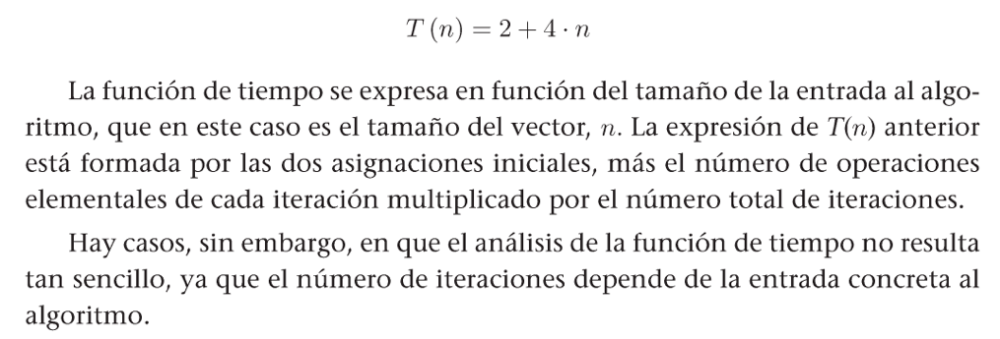 T (n) = 2 + 4 · n
La función de tiempo se expresa en función del tamaño de la entrada al algo-
ritmo, que en este caso es el tamaño del vector, n. La expresión de T(n) anterior
está formada por las dos asignaciones iniciales, más el número de operaciones
elementales de cada iteración multiplicado por el número total de iteraciones.
Hay casos, sin embargo, en que el análisis de la función de tiempo no resulta
tan sencillo, ya que el número de iteraciones depende de la entrada concreta al
algoritmo.